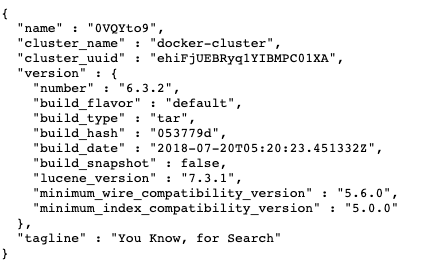 {
  "name" : "0VQYto9",
  "cluster_name" : "docker-cluster",
  "cluster_uuid" : "ehiFjUEBRyq1YIBMPC01XA",
  "version" : {
    "number" : "6.3.2",
    "build_flavor" : "default",
    "build_type" : "tar",
    "build_hash" : "053779d",
    "build_date" : "2018-07-20T05:20:23.451332Z",
    "build_snapshot" : false,
    "lucene_version" : "7.3.1",
    "minimum_wire_compatibility_version" : "5.6.0",
    "minimum_index_compatibility_version" : "5.0.0"
  },
  "tagline" : "You Know, for Search"
}